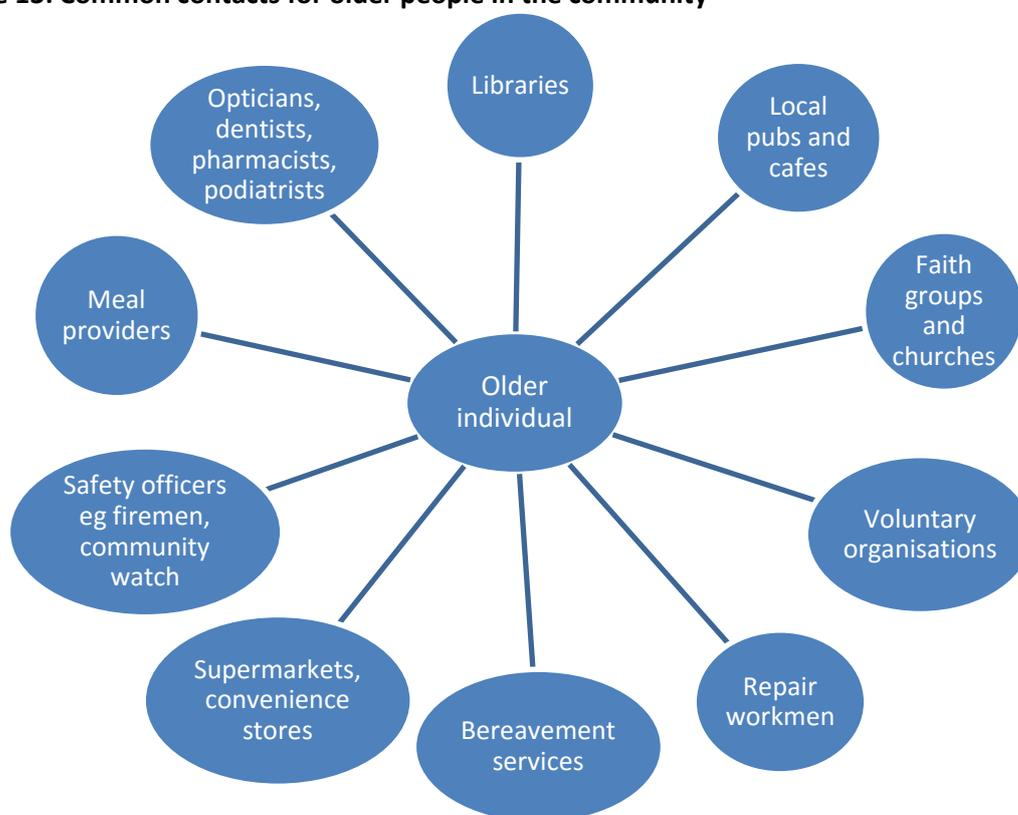 15. Common contacts for older people in the community
Libraries
Local
pubs and
cafes
Faith
groups
and
churches
Voluntary
organisations
Repair
workmen
Bereavement
services
Supermarkets,
convenience
stores
Safety officers
eg firemen,
community
watch
Meal
providers
Opticians,
dentists,
pharmacists,
podiatrists
Older
individual